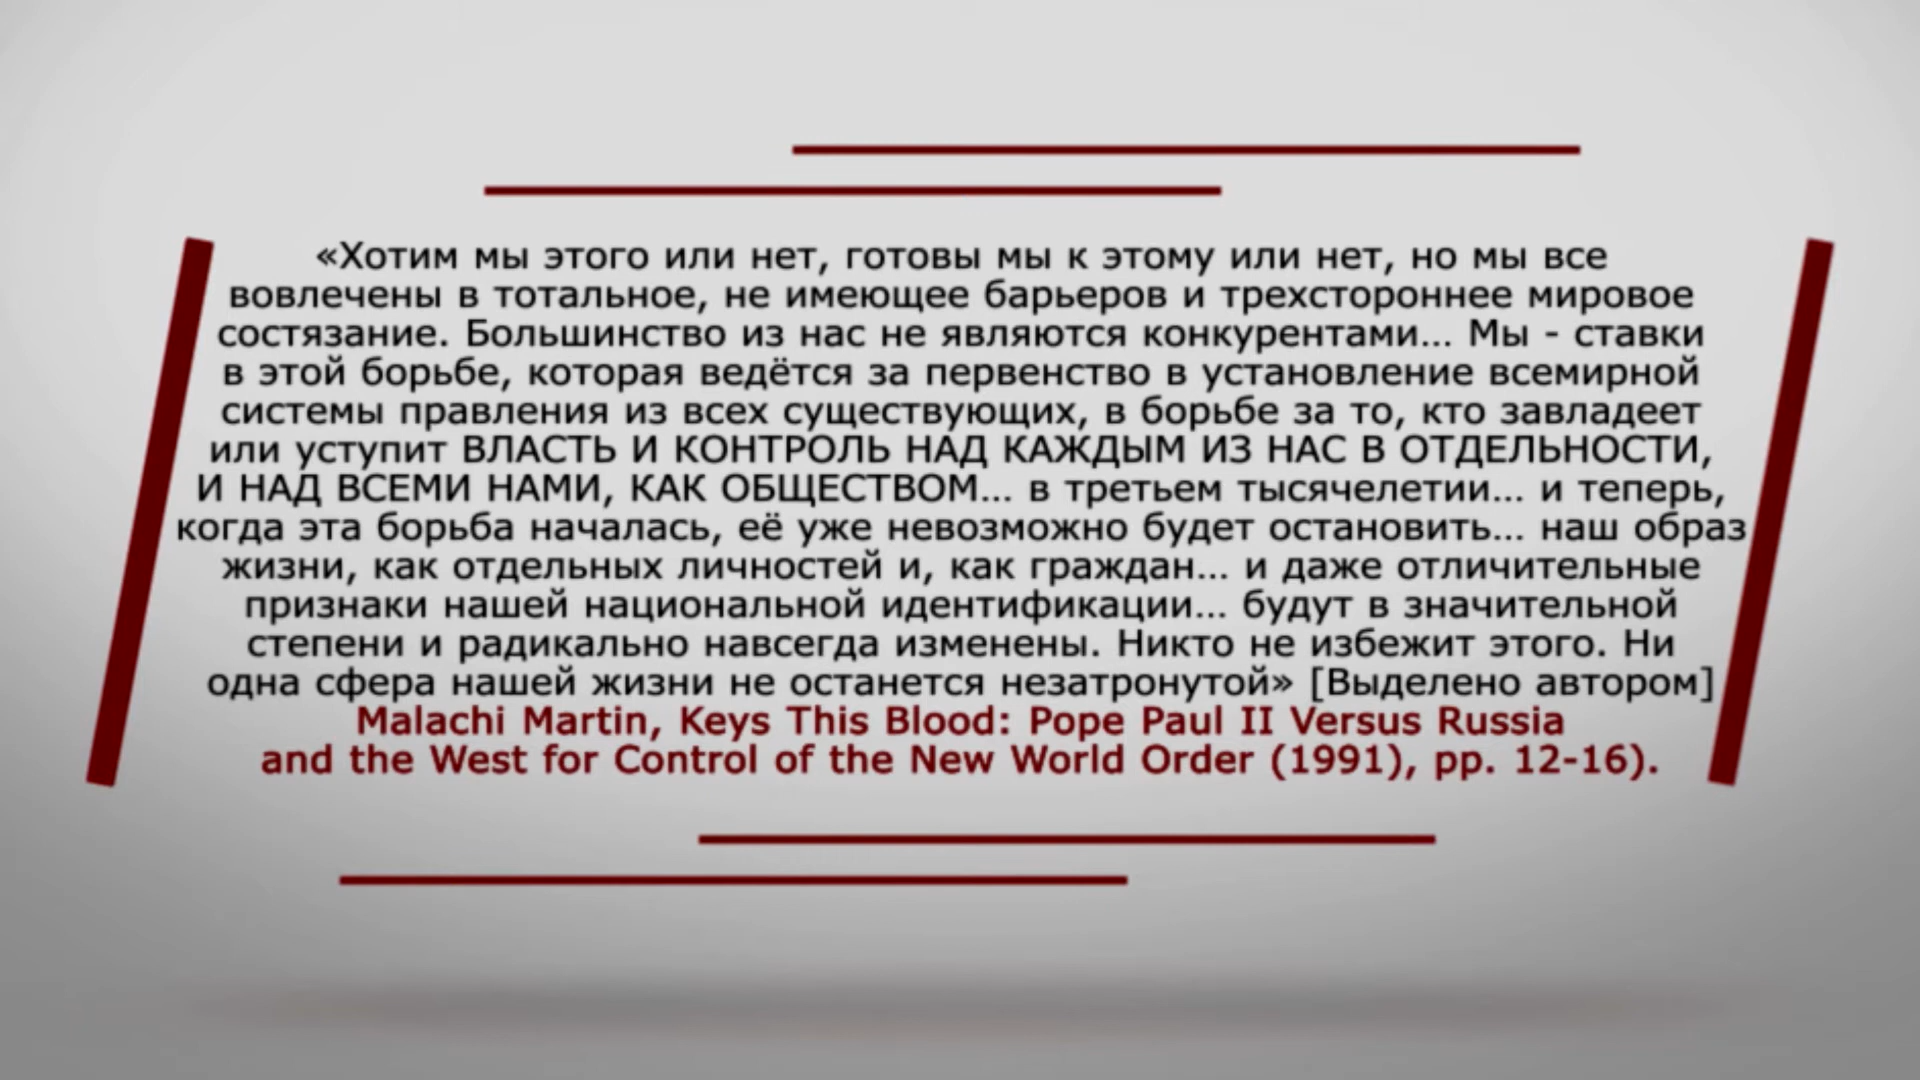 «Хотим мы этого или нет, готовы мы к этому или нет, но мы все
вовлечены в тотальное, не имеющее барьеров и трехстороннее мировое
состязание. Большинство из нас не являются конкурентами... Мы - ставки
в этой борьбе, которая ведётся за первенство в установление всемирной
системы правления из всех существующих, в борьбе за то, кто завладеет
или уступит ВЛАСТЬ И КОНТРОЛЬ НАД КАЖДЫМ ИЗ НАС В ОТДЕЛЬНОСТИ,
И НАД ВСЕМИ НАМИ, КАК ОБЩЕСТВОМ... в третьем тысячелетии... и теперь,
когда эта борьба началась, её уже невозможно будет остановить... наш образ
жизни, как отдельных личностей и, как граждан... и даже отличительные
признаки нашей национальной идентификации... будут в значительной
степени и радикально навсегда изменены. Никто не избежит этого. Ни
одна сфера нашей жизни не останется незатронутой» [Выделено автором]
Malachi Martin, Keys This Blood: Pope Paul II Versus Russia
and the West for Control of the New World Order (1991), pp. 12-16).